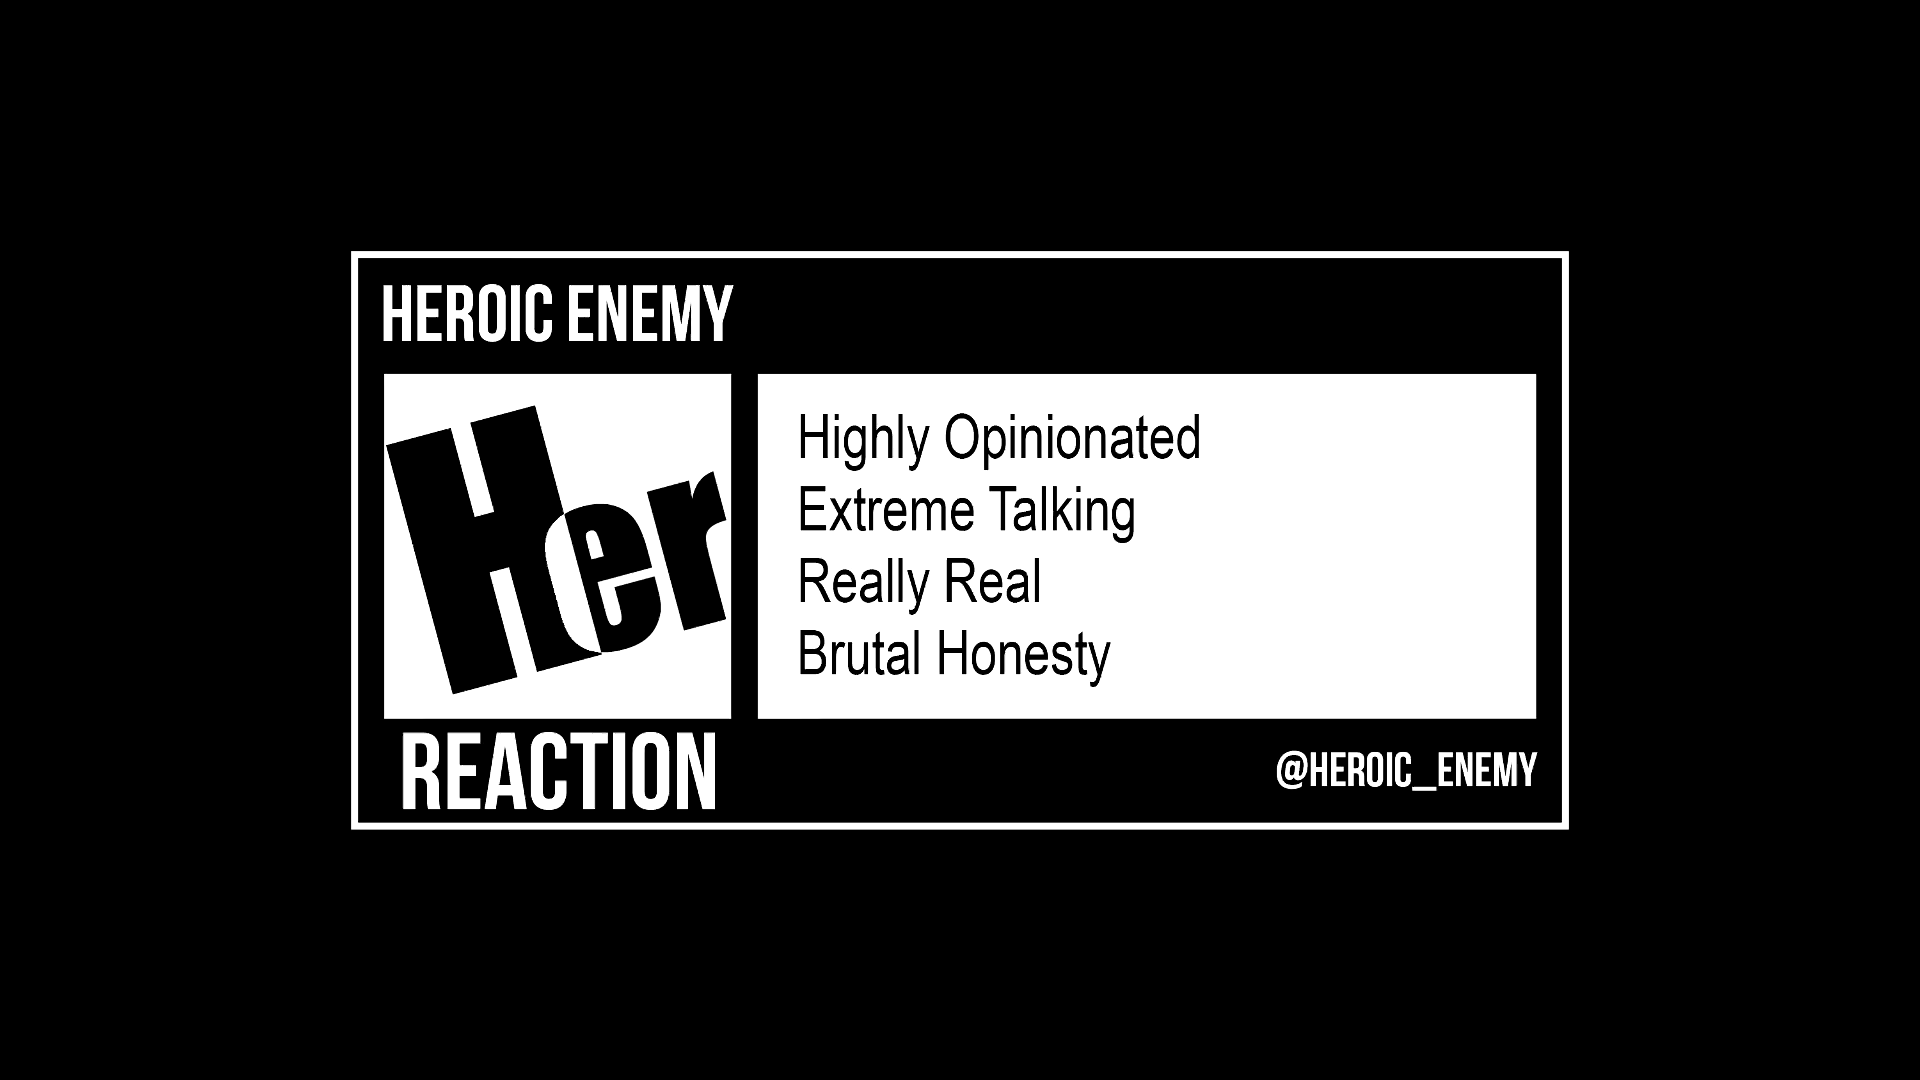 HEROIC ENEMY
Her
Highly Opinionated
Extreme Talking
Really Real
Brutal Honesty
REACTION
@HEROIC_ENEMY